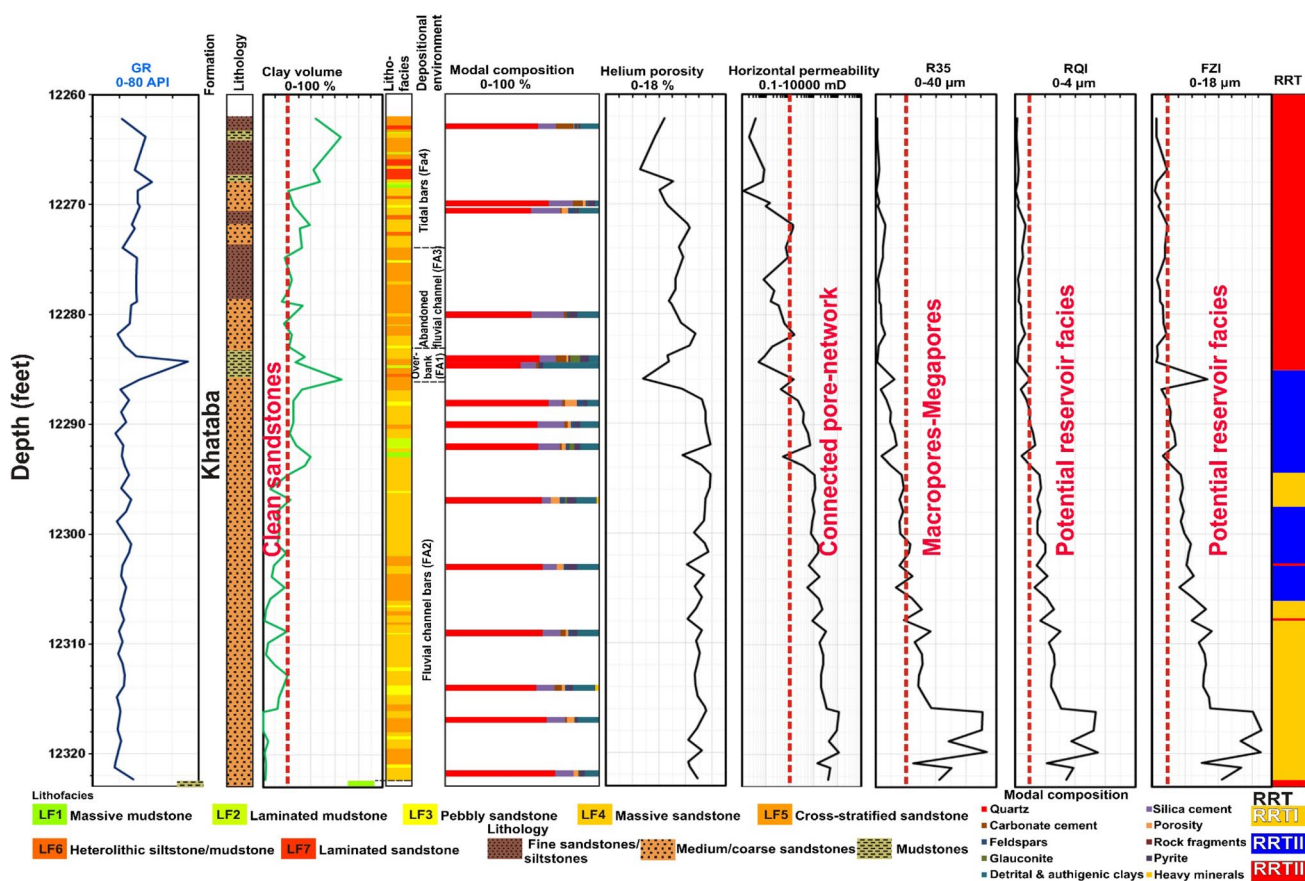 GR
0-80 API
Formation
Lithology
Clay volume
0-100 %
Litho-
facies
Depositional
environment
Modal composition
0-100 %
Helium porosity
0-18 %
Horizontal permeability
0.1-10000 mD
R35
0-40 µm
RQI
0-4 µm
FZI
0-18 µm
RRT
Depth (feet)
12260
12270
12280
12290
12300
12310
12320
Khataba
Clean sandstones
Tidal bars (Fa4)
Abandoned
fluvial channel (FA3)
Over-
bank
(FA1)
Fluvial channel bars (FA2)
Connected pore-network
Macropores-Megapores
Potential reservoir facies
Potential reservoir facies
Lithofacies
LF1 Massive mudstone
LF2 Laminated mudstone
LF3 Pebbly sandstone
LF4 Massive sandstone
LF5 Cross-stratified sandstone
LF6 Heterolithic siltstone/mudstone
LF7 Laminated sandstone
Lithology
Fine sandstones/
siltstones
Medium/coarse sandstones
Mudstones
Modal composition
Quartz
Silica cement
Carbonate cement
Porosity
Feldspars
Rock fragments
Glauconite
Pyrite
Detrital & authigenic clays
Heavy minerals
RRT
RRTI
RRTII
RRTII